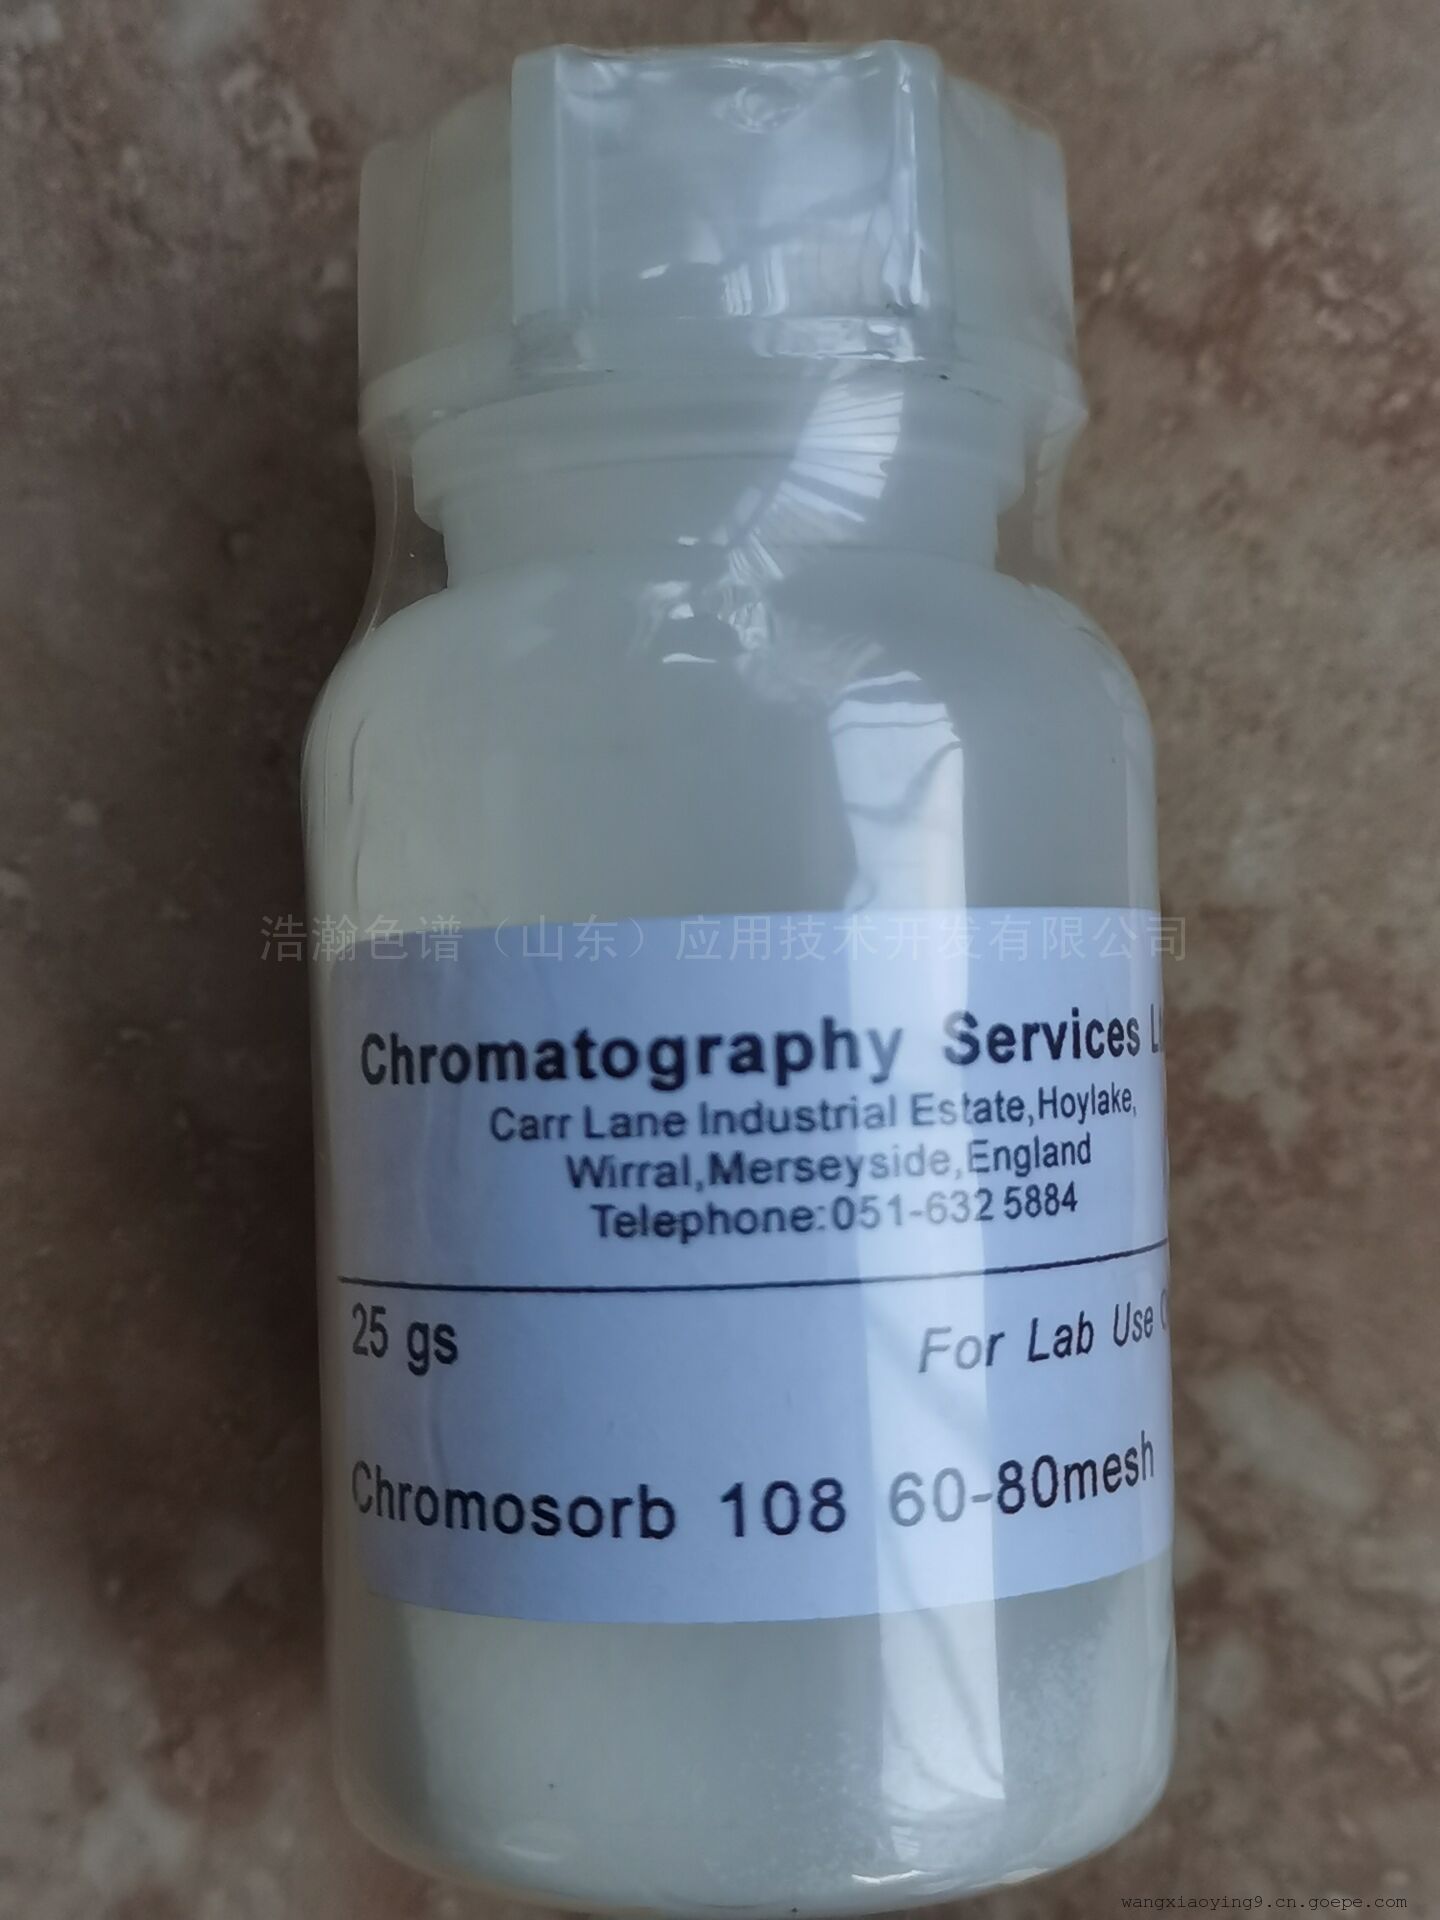 浩瀚色谱（山东）应用技术开发有限公司
Chromatography Services
Carr Lane Industrial Estate,Hoylake,
Wirral,Merseyside,England
Telephone:051-632 5884
25 gs
For Lab Use
Chromosorb 108 60-80mesh
wangxiaoying9.cn.goepe.com